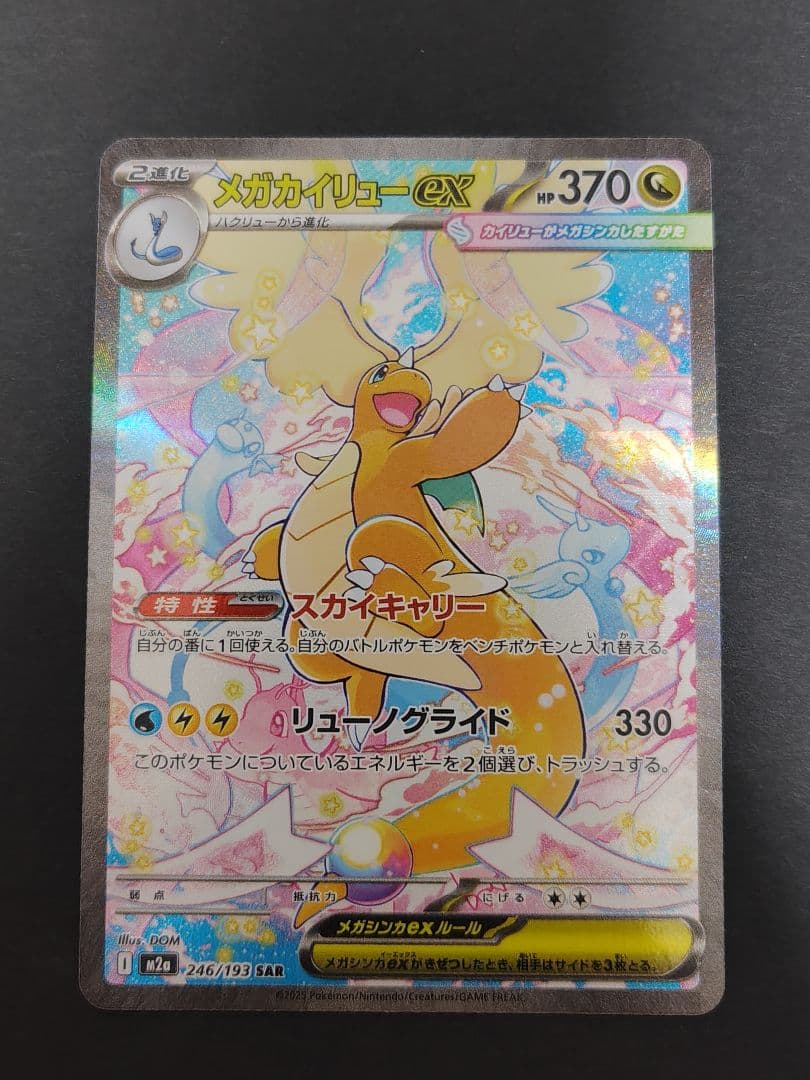 2進化 メガカイリューex HP370
ハクリューから進化
カイリューがメガシンカしたすがた
特性 とくせい スカイキャリー
自分の番に1回使える。自分のバトルポケモンをベンチポケモンと入れ替える。
リューノグライド 330
このポケモンについているエネルギーを2個選び、トラッシュする。
弱点 抵抗力 にげる
Illus. DOM
メガシンカexルール
メガシンカexがきぜつしたとき、相手はサイドを3枚とる。
I M2a 246/193 SAR
©2025 Pokémon/Nintendo/Creatures/GAME FREAK.